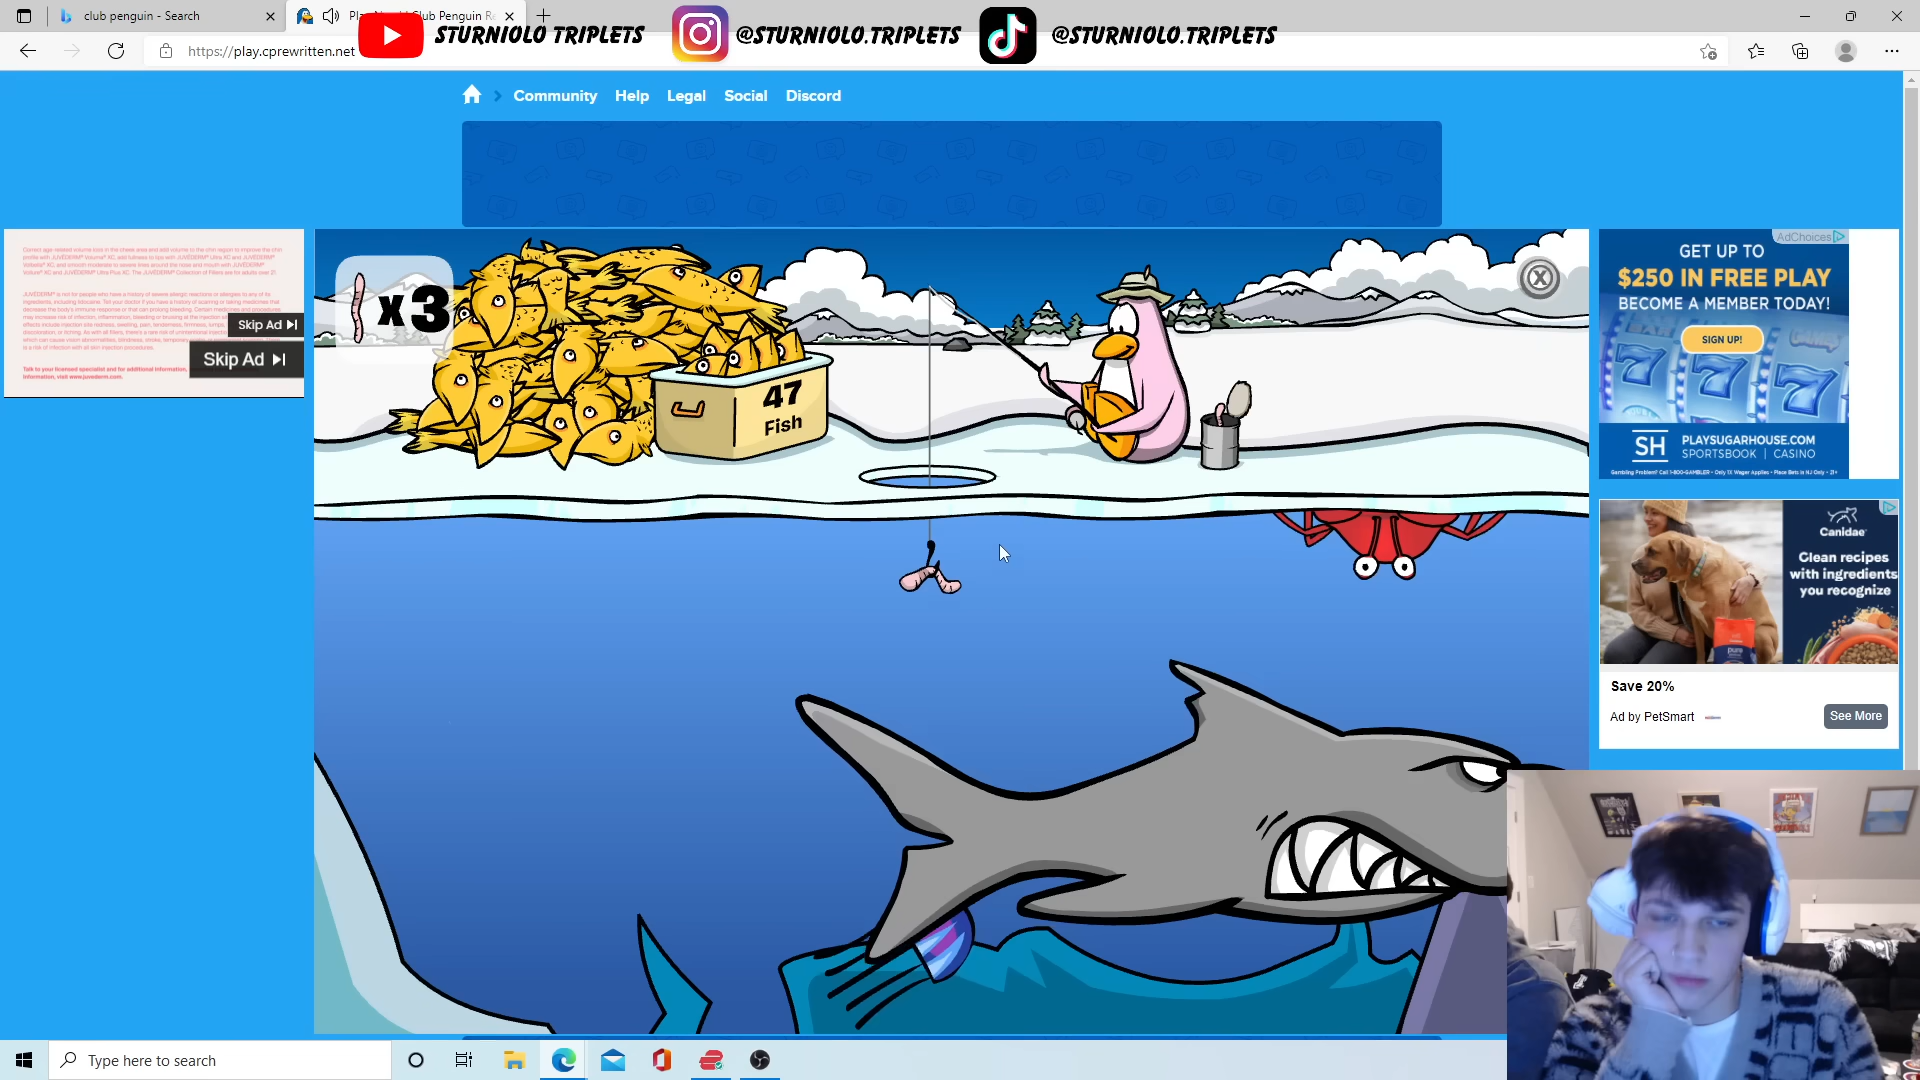 club penguin - Search
Play Now! | Club Penguin Re
STURNIOLO TRIPLETS
@STURNIOLO.TRIPLETS
@STURNIOLO.TRIPLETS
https://play.cprewritten.net
Community
Help
Legal
Social
Discord
Skip Ad
Skip Ad
x3
47
Fish
AdChoices
GET UP TO
$250 IN FREE PLAY
BECOME A MEMBER TODAY!
SIGN UP!
SH
PLAYSUGARHOUSE.COM
SPORTSBOOK | CASINO
Canidae
Clean recipes
with ingredients
you recognize
Save 20%
Ad by PetSmart
See More
Type here to search